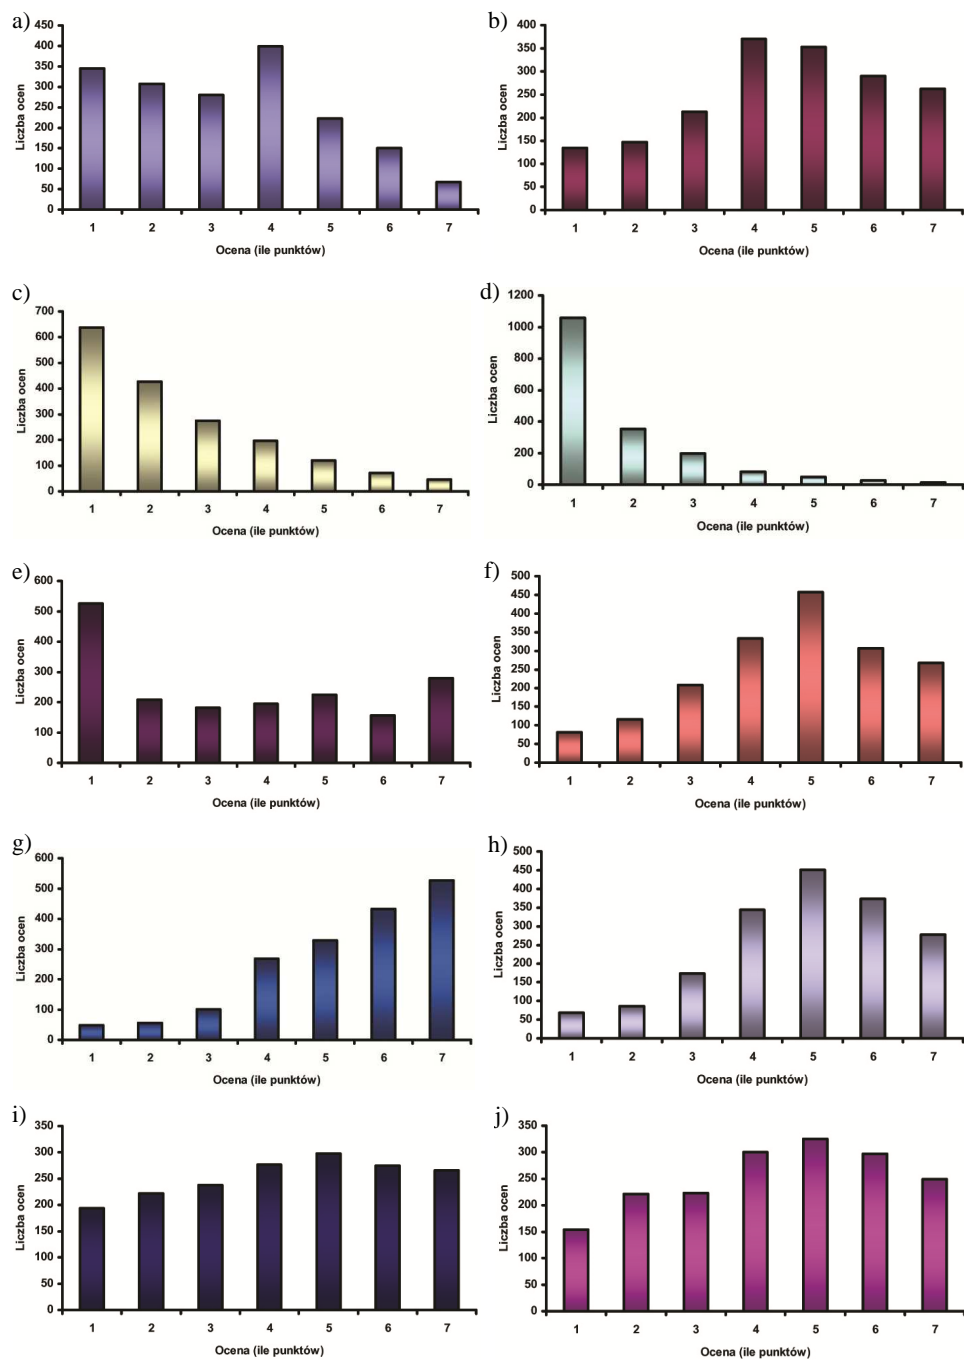 a)
450
400
350
300
250
200
150
100
50
0
Liczba ocen
1 2 3 4 5 6 7
Ocena (ile punktów)
b)
400
350
300
250
200
150
100
50
0
Liczba ocen
1 2 3 4 5 6 7
Ocena (ile punktów)
c)
700
600
500
400
300
200
100
0
Liczba ocen
1 2 3 4 5 6 7
Ocena (ile punktów)
d)
1200
1000
800
600
400
200
0
Liczba ocen
1 2 3 4 5 6 7
Ocena (ile punktów)
e)
600
500
400
300
200
100
0
Liczba ocen
1 2 3 4 5 6 7
Ocena (ile punktów)
f)
500
450
400
350
300
250
200
150
100
50
0
Liczba ocen
1 2 3 4 5 6 7
Ocena (ile punktów)
g)
600
500
400
300
200
100
0
Liczba ocen
1 2 3 4 5 6 7
Ocena (ile punktów)
h)
500
450
400
350
300
250
200
150
100
50
0
Liczba ocen
1 2 3 4 5 6 7
Ocena (ile punktów)
i)
350
300
250
200
150
100
50
0
Liczba ocen
1 2 3 4 5 6 7
Ocena (ile punktów)
j)
350
300
250
200
150
100
50
0
Liczba ocen
1 2 3 4 5 6 7
Ocena (ile punktów)